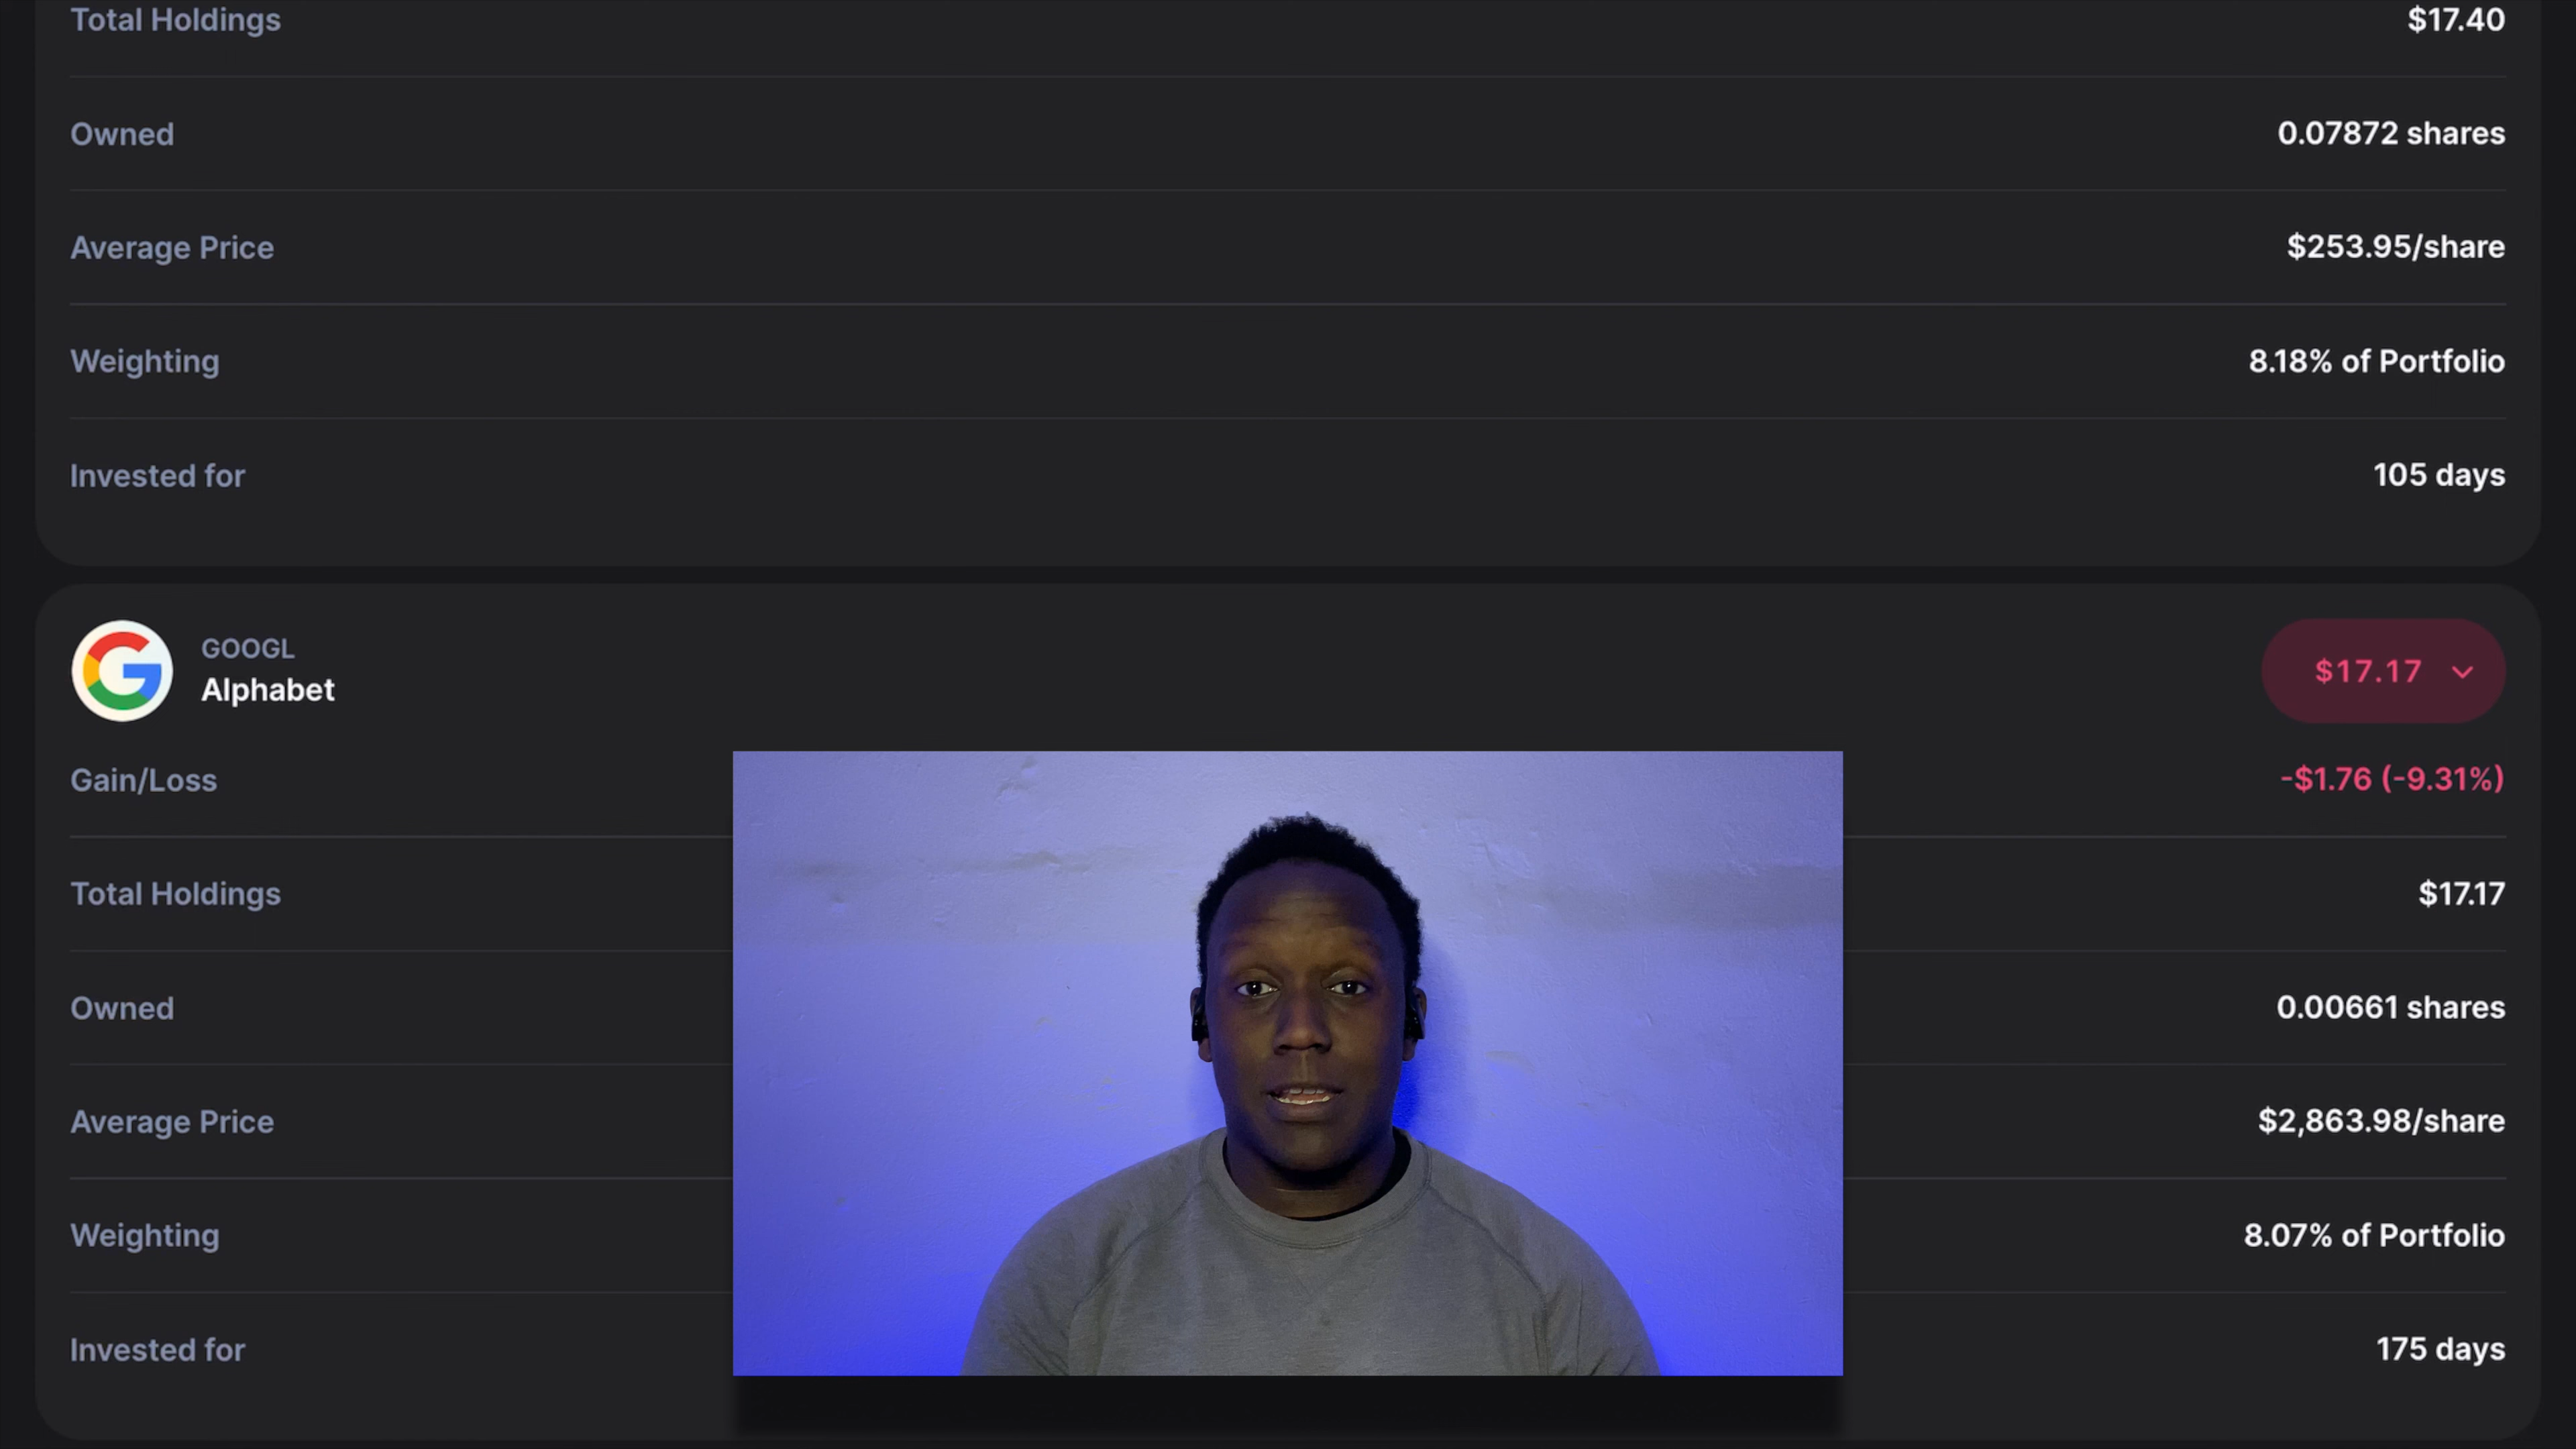 Total Holdings $17.40
Owned 0.07872 shares
Average Price $253.95/share
Weighting 8.18% of Portfolio
Invested for 105 days
GOOGL
Alphabet
$17.17
Gain/Loss -$1.76 (-9.31%)
Total Holdings $17.17
Owned 0.00661 shares
Average Price $2,863.98/share
Weighting 8.07% of Portfolio
Invested for 175 days